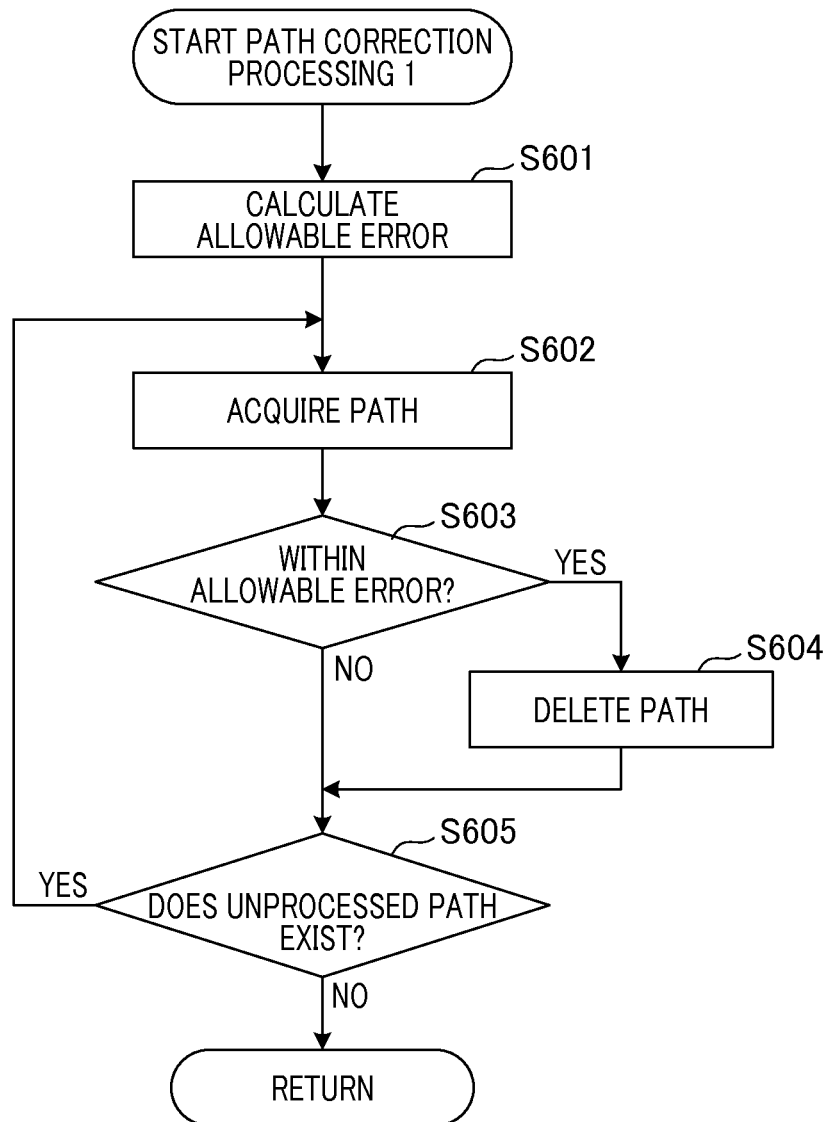 START PATH CORRECTION
PROCESSING 1
S601
CALCULATE
ALLOWABLE ERROR
S602
ACQUIRE PATH
S603
WITHIN
ALLOWABLE ERROR?
YES
NO
S604
DELETE PATH
S605
YES
DOES UNPROCESSED PATH
EXIST?
NO
RETURN